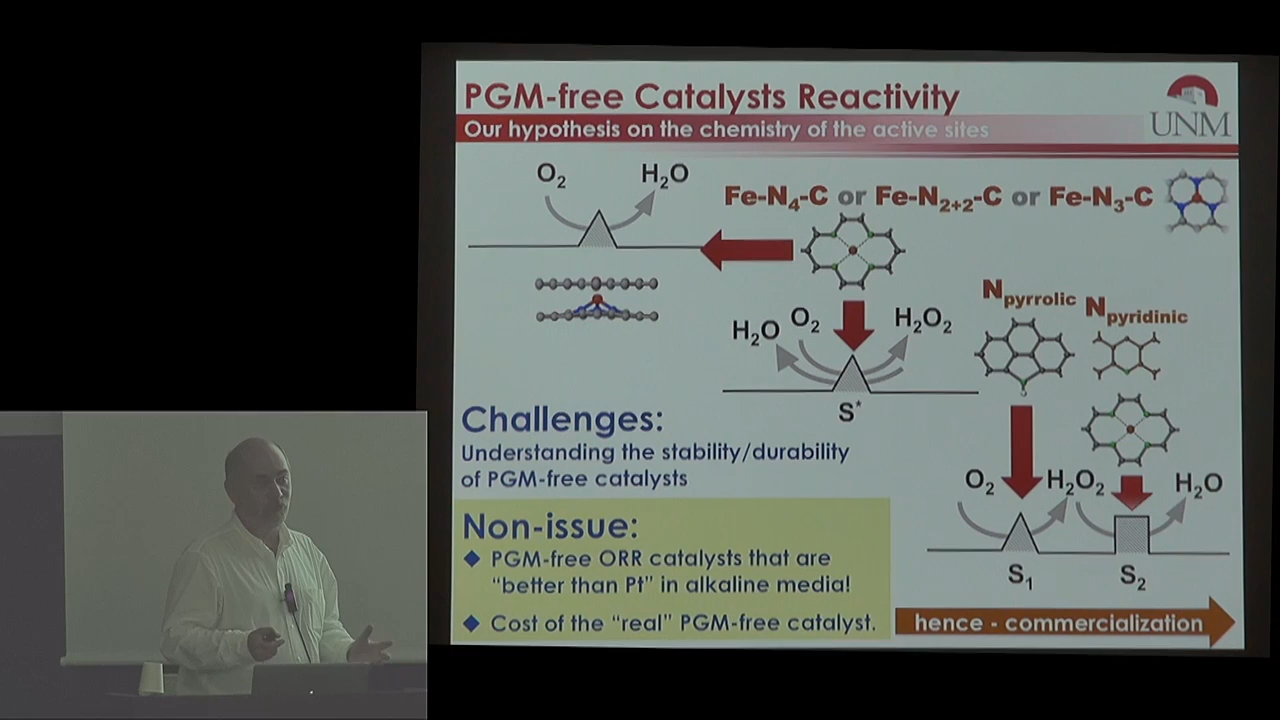 PGM-free Catalysts Reactivity
Our hypothesis on the chemistry of the active sites
UNM
O₂
H₂O
Fe-N₄-C or Fe-N₂₊₂-C or Fe-N₃-C
H₂O
O₂
H₂O₂
S*
N pyrrolic
N pyridinic
Challenges:
Understanding the stability/durability
of PGM-free catalysts
O₂
H₂O₂
H₂O
S₁
S₂
Non-issue:
◆ PGM-free ORR catalysts that are
"better than Pt" in alkaline media!
◆ Cost of the "real" PGM-free catalyst.
hence - commercialization